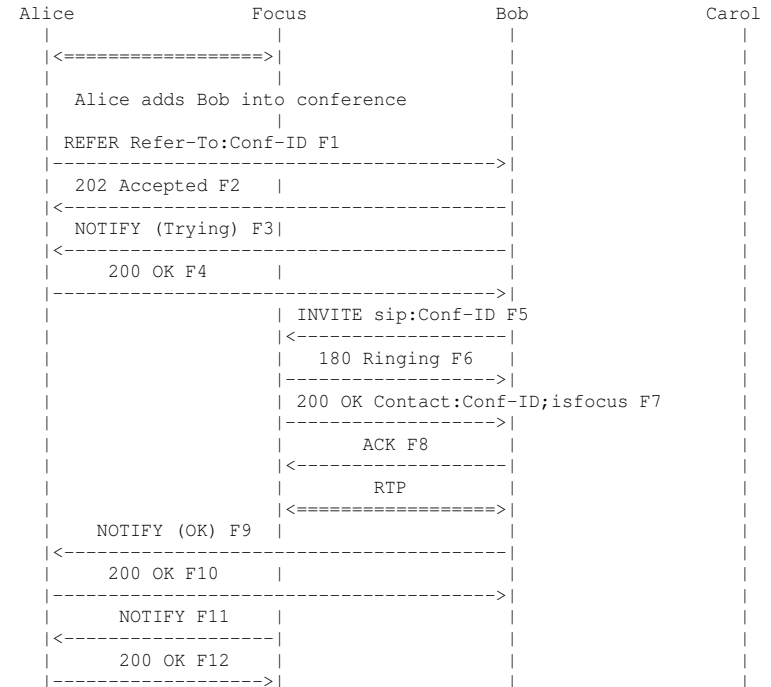 Alice Focus Bob Carol
Alice adds Bob into conference
REFER Refer-To:Conf-ID F1
202 Accepted F2
NOTIFY (Trying) F3
200 OK F4
INVITE sip:Conf-ID F5
180 Ringing F6
200 OK Contact:Conf-ID;isfocus F7
ACK F8
RTP
NOTIFY (OK) F9
200 OK F10
NOTIFY F11
200 OK F12